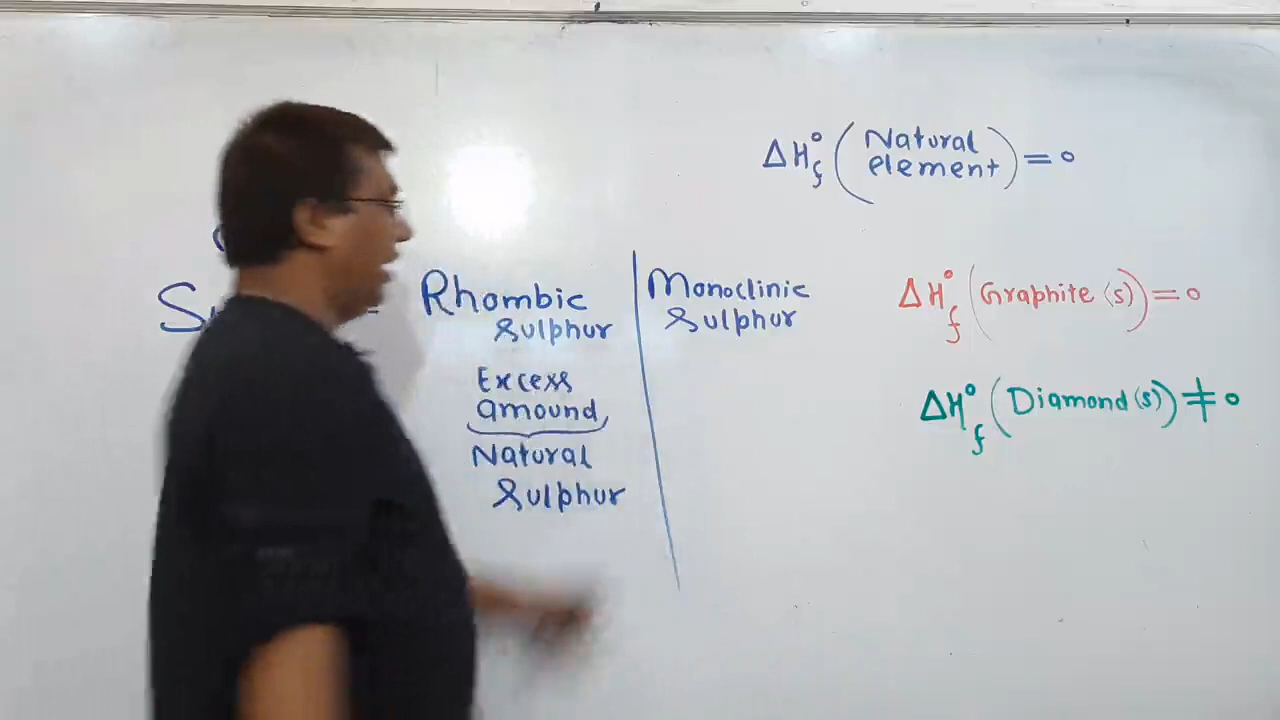 ΔH°f (Natural element) = 0
Rhombic
Sulphur
Monoclinic
Sulphur
Excess
amound
Natural
Sulphur
ΔH°f (Graphite (s)) = 0
ΔH°f (Diamond (s)) ≠ 0